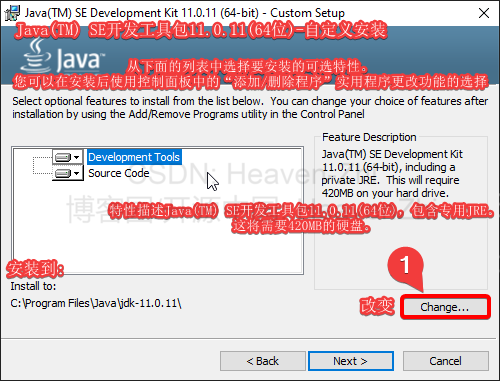 Java(TM) SE Development Kit 11.0.11 (64-bit) - Custom Setup
Java(TM) SE开发工具包11.0.11(64位)-自定义安装
Java™
从下面的列表中选择要安装的可选特性。
您可以在安装后使用控制面板中的“添加/删除程序”实用程序更改功能的选择
Select optional features to install from the list below. You can change your choice of features after
installation by using the Add/Remove Programs utility in the Control Panel
Feature Description
Development Tools
Source Code
Java(TM) SE Development Kit
11.0.11 (64-bit), including a
private JRE. This will require
420MB on your hard drive.
CSDN: Heaven
博客
特性描述Java(TM) SE开发工具包11.0.11(64位), 包含专用JRE。
这将需要420MB的硬盘。
安装到:
Install to:
C:\Program Files\Java\jdk-11.0.11\
1
改变
Change...
< Back
Next >
Cancel